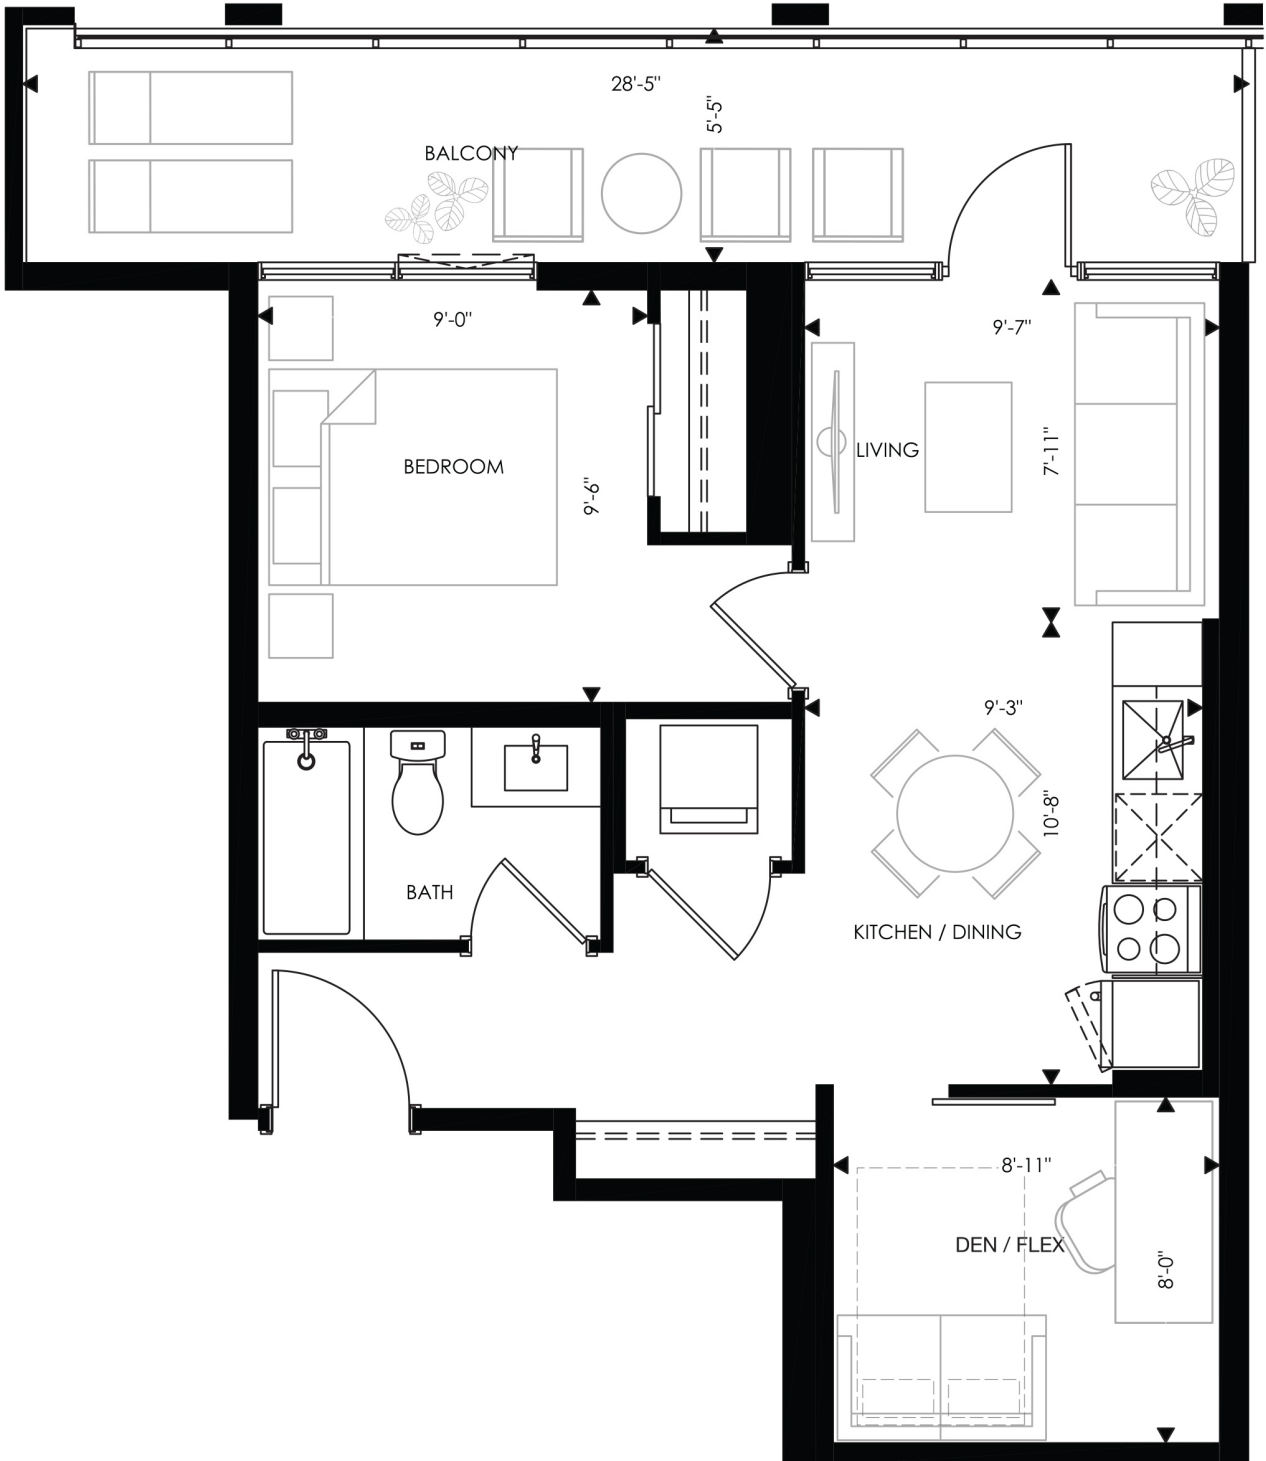 28'-5"
5'-5"
BALCONY
9'-0"
9'-7"
BEDROOM
9'-6"
LIVING
7'-11"
9'-3"
10'-8"
BATH
KITCHEN / DINING
8'-11"
DEN / FLEX
8'-0"